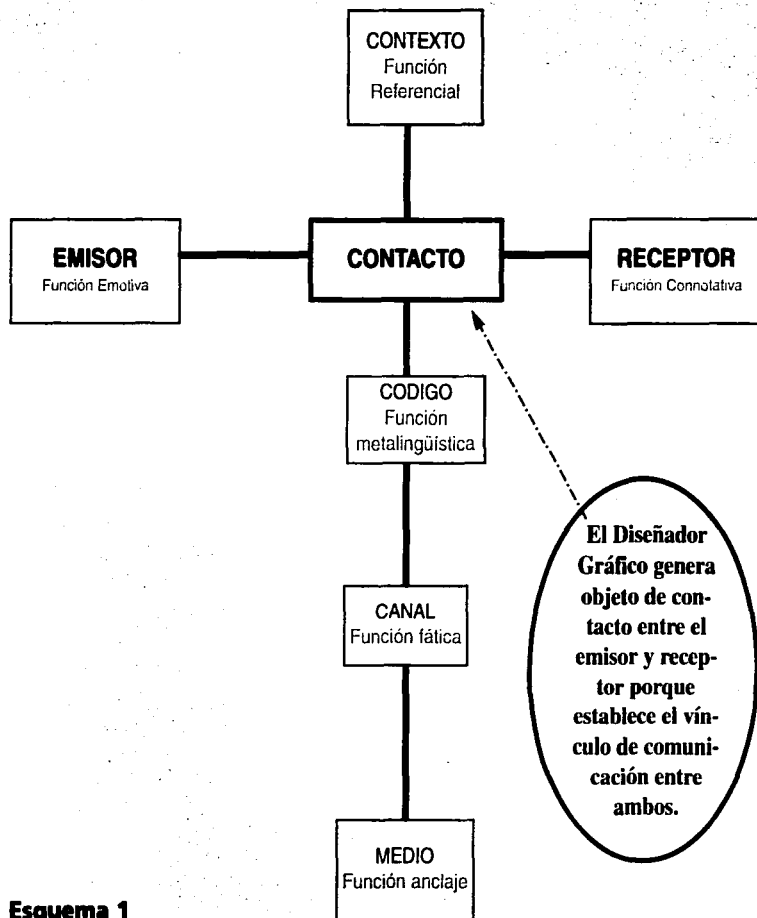 CONTEXTO
Función
Referencial
EMISOR
Función Emotiva
CONTACTO
RECEPTOR
Función Connotativa
CODIGO
Función
metalingüística
CANAL
Función fática
El Diseñador
Gráfico genera
objeto de con-
tacto entre el
emisor y recep-
tor porque
establece el vín-
culo de comuni-
cación entre
ambos.
MEDIO
Función anclaje
Esquema 1